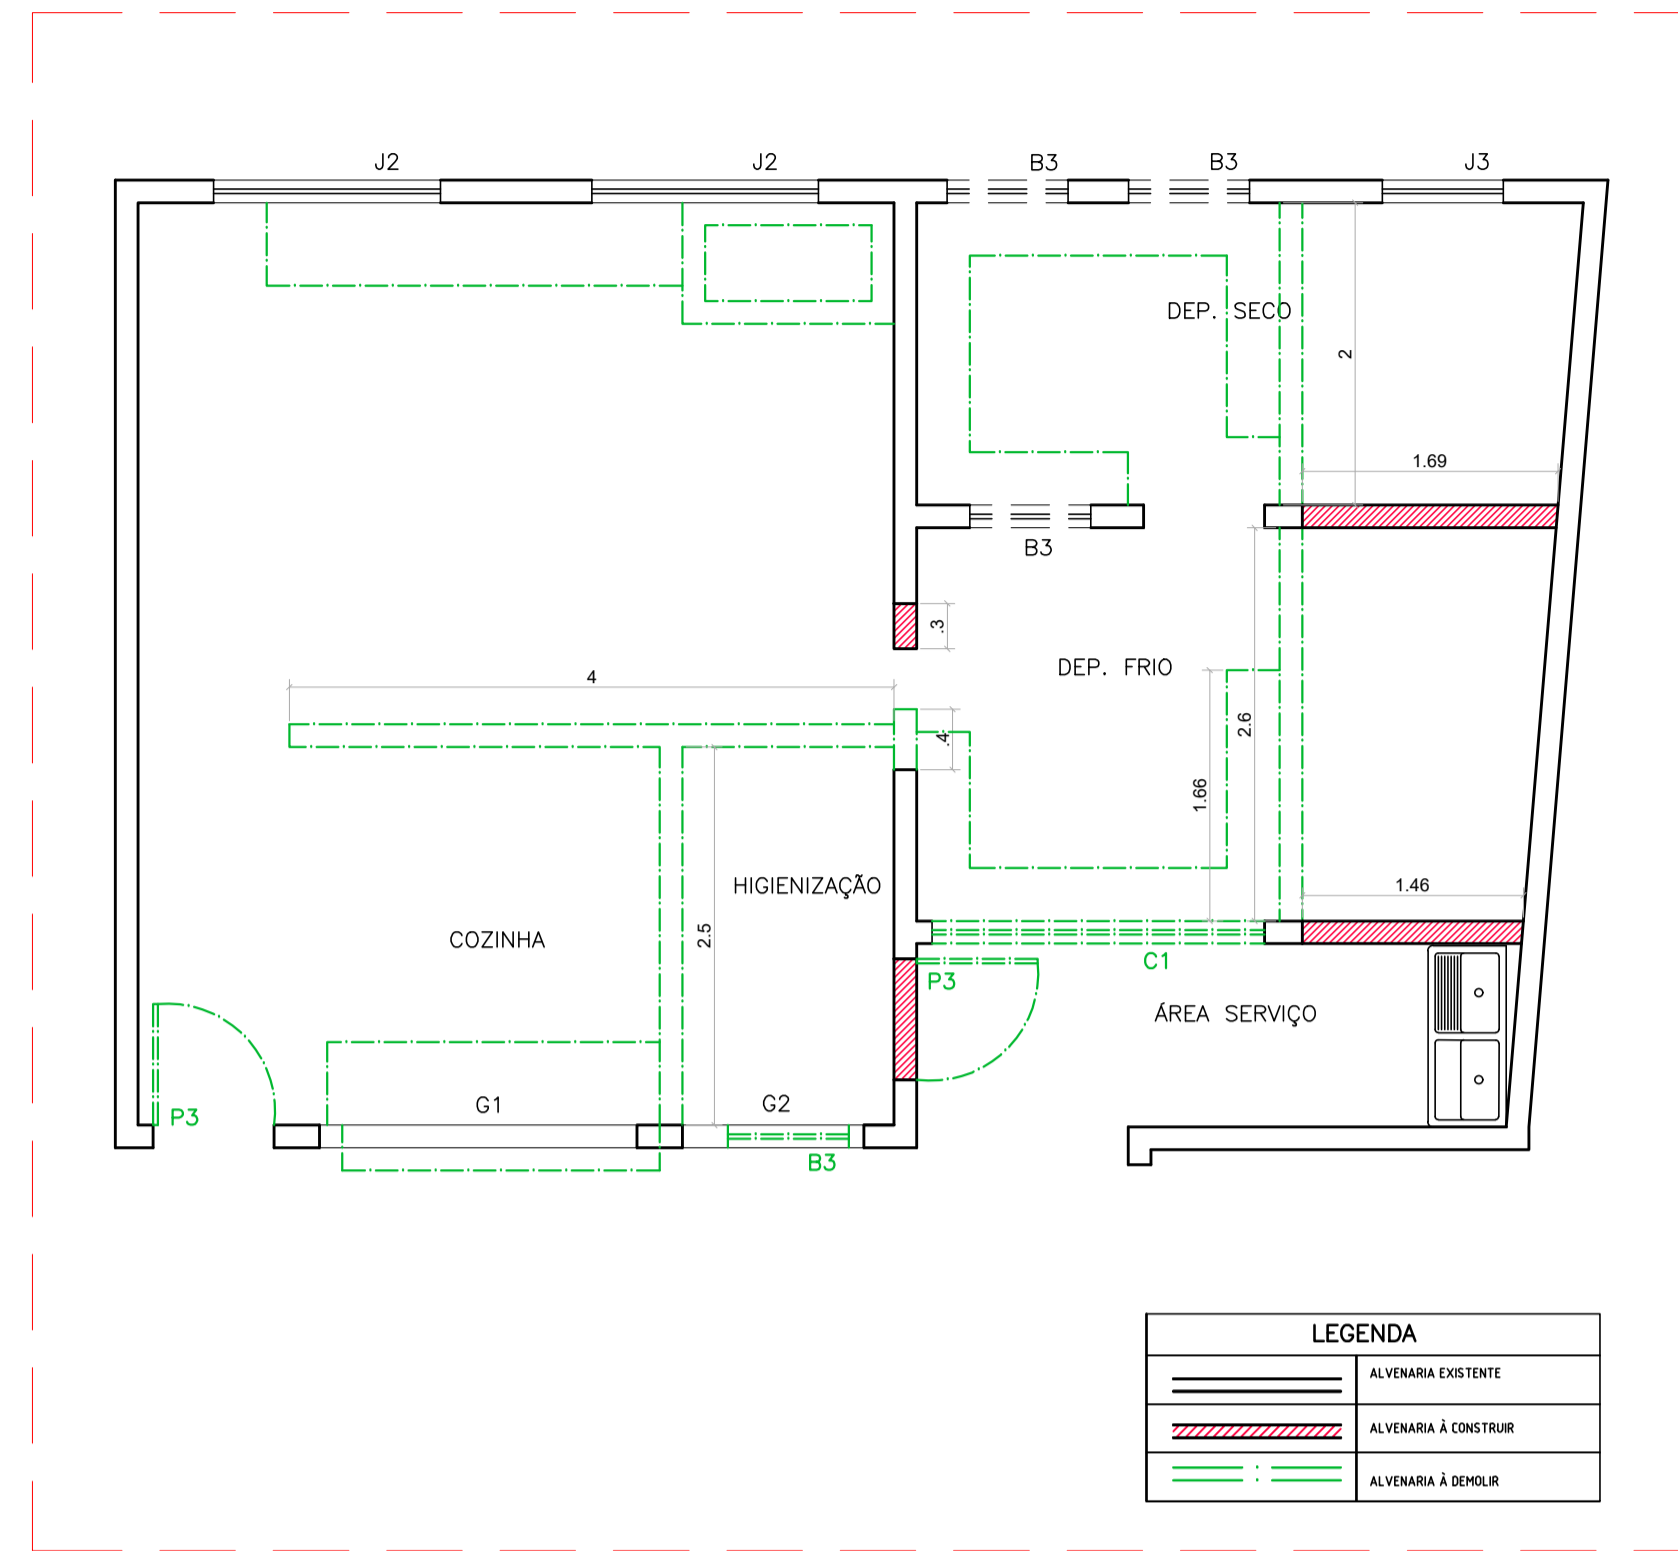 J2
J2
B3
B3
J3
DEP. SECO
2
1.69
B3
.3
DEP. FRIO
4
.4
2.6
1.66
HIGIENIZAÇÃO
1.46
COZINHA
2.5
C1
P3
ÁREA SERVIÇO
P3
G1
G2
B3
LEGENDA
ALVENARIA EXISTENTE
ALVENARIA À CONSTRUIR
ALVENARIA À DEMOLIR